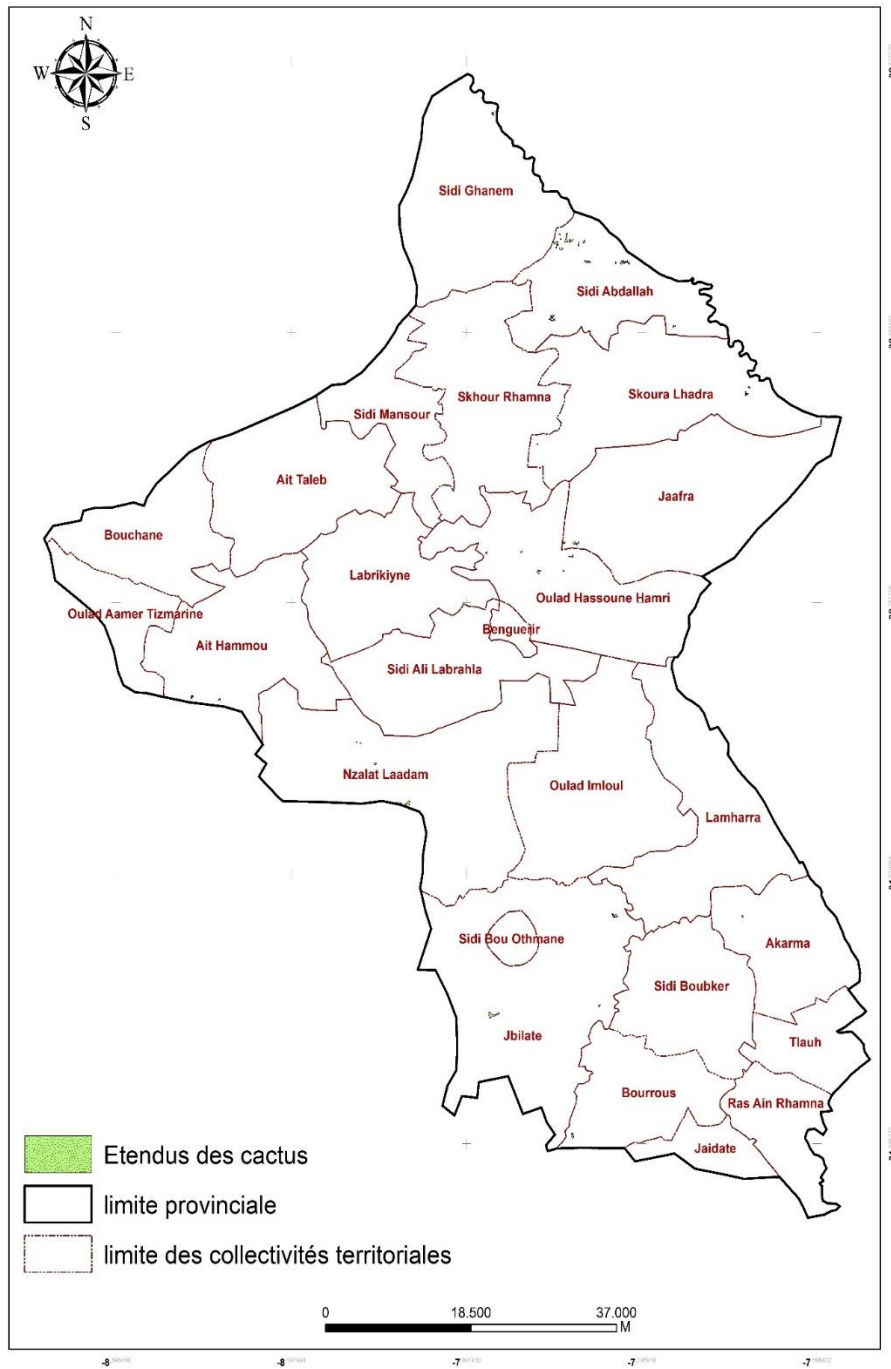 N
W E
S
Sidi Ghanem
Sidi Abdallah
Skhour Rhamna
Skoura Lhadra
Sidi Mansour
Ait Taleb
Jaafra
Bouchane
Labrikiyne
Oulad Hassoune Hamri
Oulad Aamer Tizmarine
Benguerir
Ait Hammou
Sidi Ali Labrahla
Nzalat Laadam
Oulad Imloul
Lamharra
Sidi Bou Othmane
Akarma
Sidi Boubker
Jbilate
Tlauh
Bourrous
Ras Ain Rhamna
Jaidate
Etendus des cactus
limite provinciale
limite des collectivités territoriales
0 18.500 37.000
M